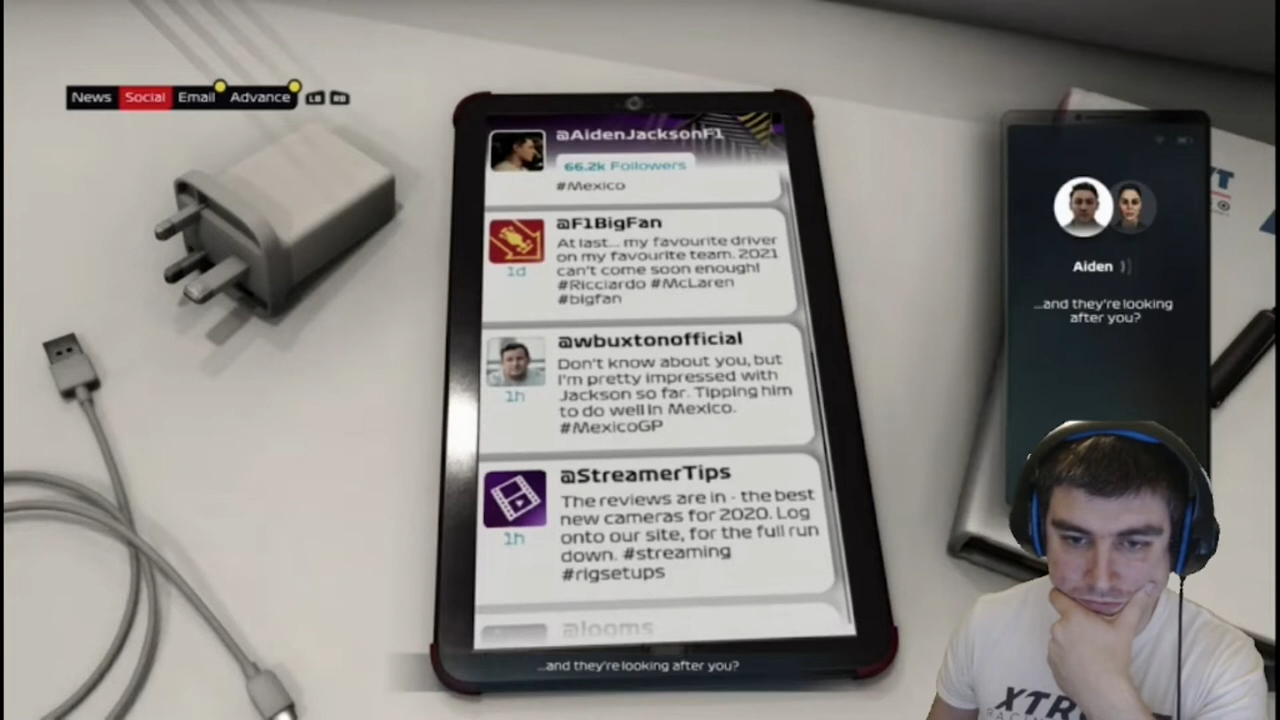 News Social Email Advance LB RB
@AidenJacksonF1
66.2k Followers
#Mexico
@F1BigFan
At last... my favourite driver
on my favourite team. 2021
can't come soon enough!
#Ricciardo #McLaren
#bigfan
1d
@wbuxtonofficial
Don't know about you, but
I'm pretty impressed with
Jackson so far. Tipping him
to do well in Mexico.
#MexicoGP
1h
@StreamerTips
The reviews are in - the best
new cameras for 2020. Log
onto our site, for the full run
down. #streaming
#rigsetups
1h
@looms
...and they're looking after you?
Aiden
...and they're looking
after you?